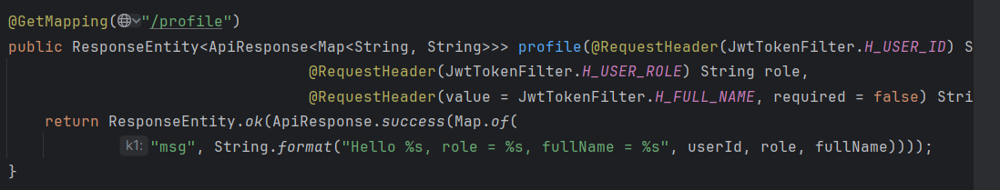 @GetMapping("/profile")
public ResponseEntity<ApiResponse<Map<String, String>>> profile(@RequestHeader(JwtTokenFilter.H_USER_ID) S
@RequestHeader(JwtTokenFilter.H_USER_ROLE) String role,
@RequestHeader(value = JwtTokenFilter.H_FULL_NAME, required = false) Stri
return ResponseEntity.ok(ApiResponse.success(Map.of(
k1: "msg", String.format("Hello %s, role = %s, fullName = %s", userId, role, fullName))));
}